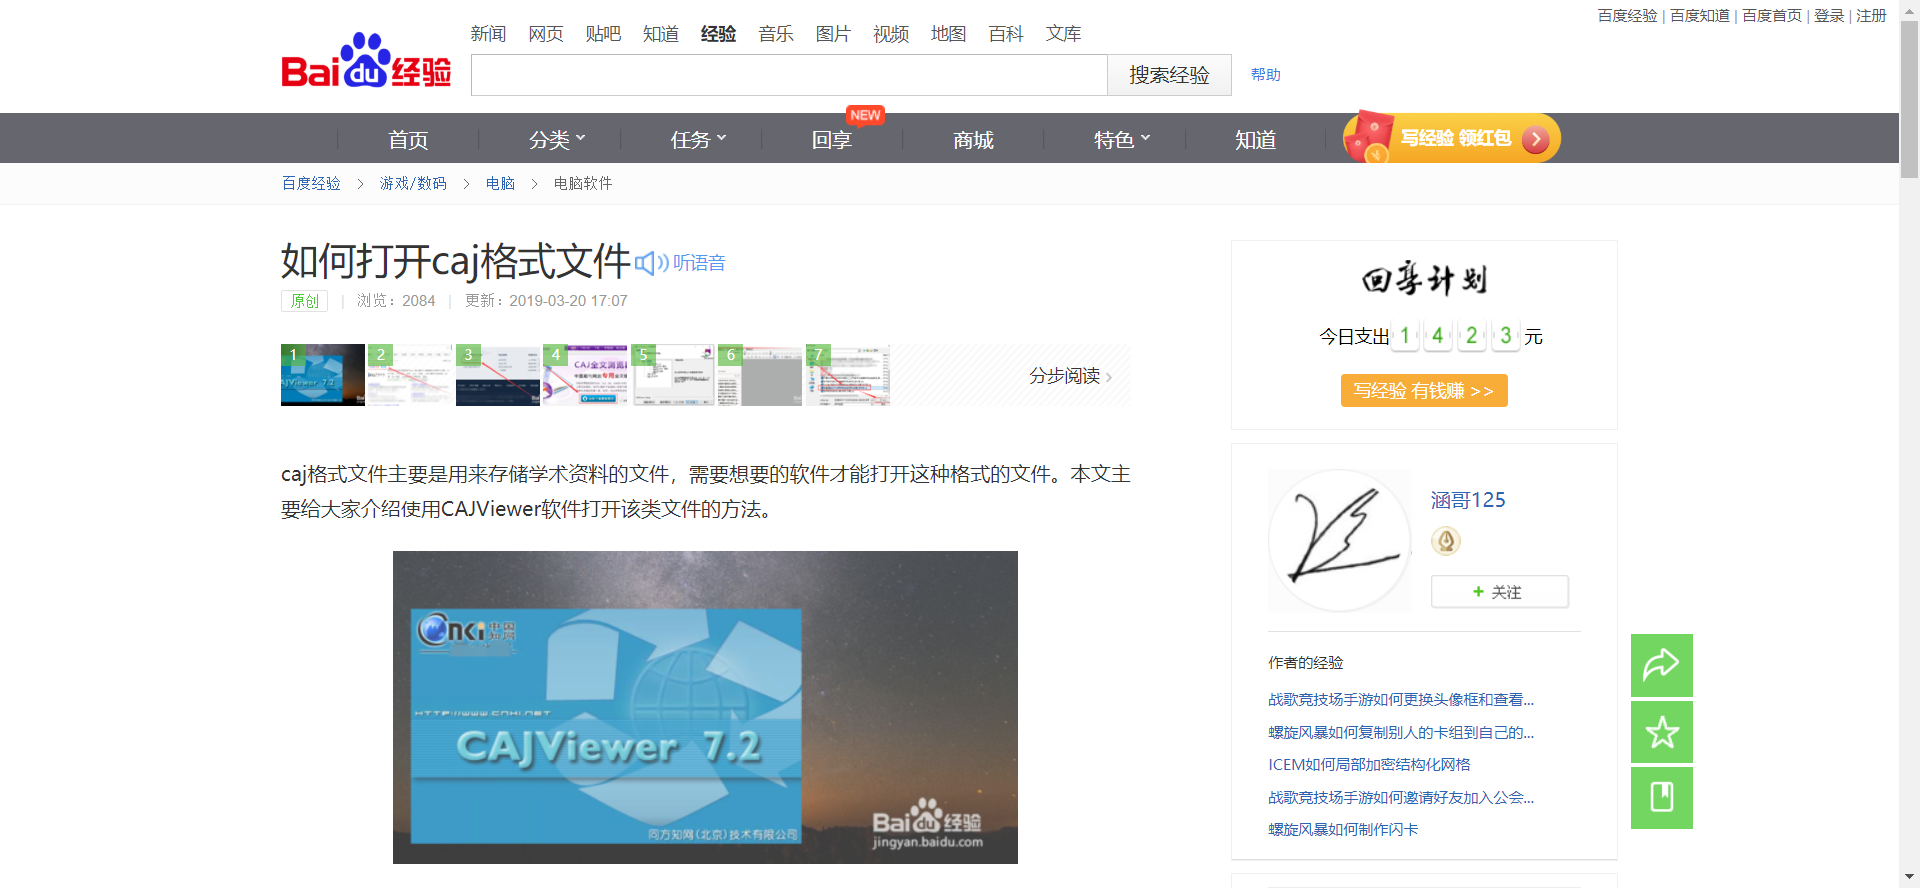 百度经验 | 百度知道 | 百度首页 | 登录 | 注册
新闻 网页 贴吧 知道 经验 音乐 图片 视频 地图 百科 文库
Baidu经验
搜索经验 帮助
NEW
首页 分类 任务 回享 商城 特色 知道 写经验 领红包
百度经验 > 游戏/数码 > 电脑 > 电脑软件
如何打开caj格式文件 听语音
原创 | 浏览：2084 | 更新：2019-03-20 17:07
1 2 3 4 5 6 7
CAJ全文浏览器
分步阅读 >
caj格式文件主要是用来存储学术资料的文件，需要想要的软件才能打开这种格式的文件。本文主
要给大家介绍使用CAJViewer软件打开该类文件的方法。
cnki 中国知网
HTTP://WWW.CNKI.NET
CAJViewer 7.2
同方知网(北京)技术有限公司
Baidu经验
jingyan.baidu.com
回享计划
今日支出 1 4 2 3 元
写经验 有钱赚 >>
涵哥125
+ 关注
作者的经验
战歌竞技场手游如何更换头像框和查看...
螺旋风暴如何复制别人的卡组到自己的...
ICEM如何局部加密结构化网格
战歌竞技场手游如何邀请好友加入公会...
螺旋风暴如何制作闪卡